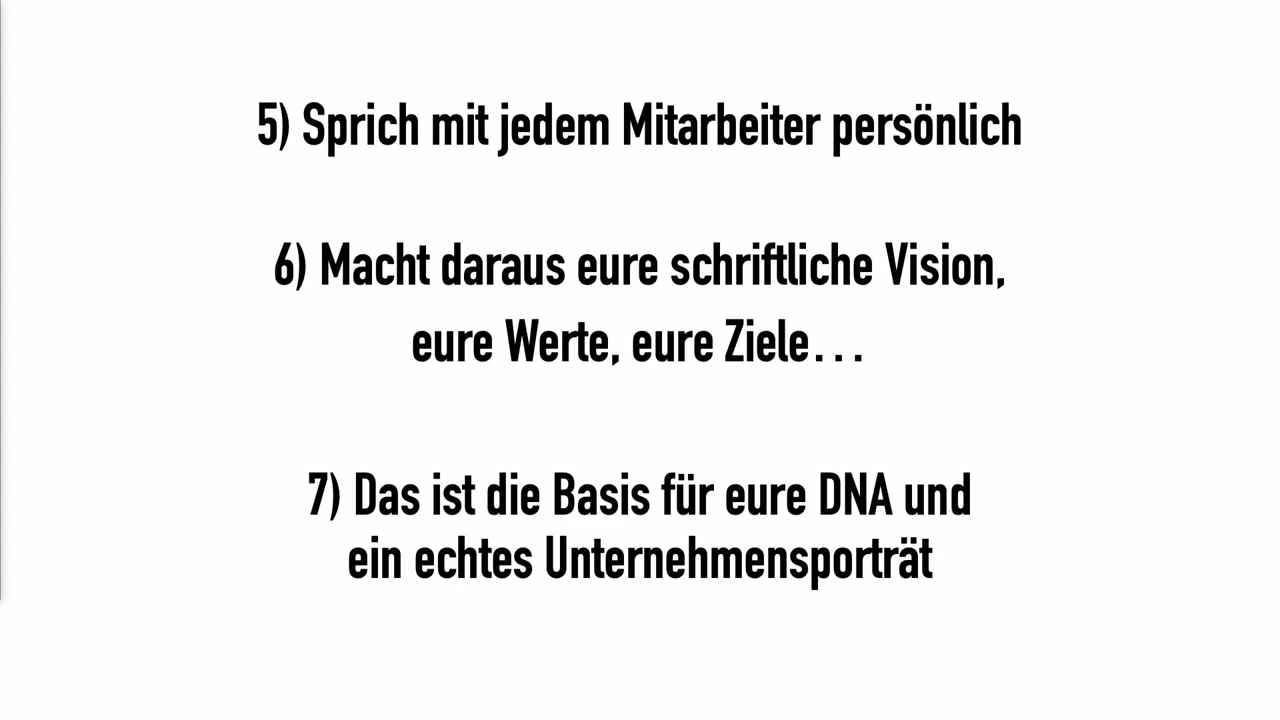 5) Sprich mit jedem Mitarbeiter persönlich
6) Macht daraus eure schriftliche Vision,
eure Werte, eure Ziele…
7) Das ist die Basis für eure DNA und
ein echtes Unternehmensporträt